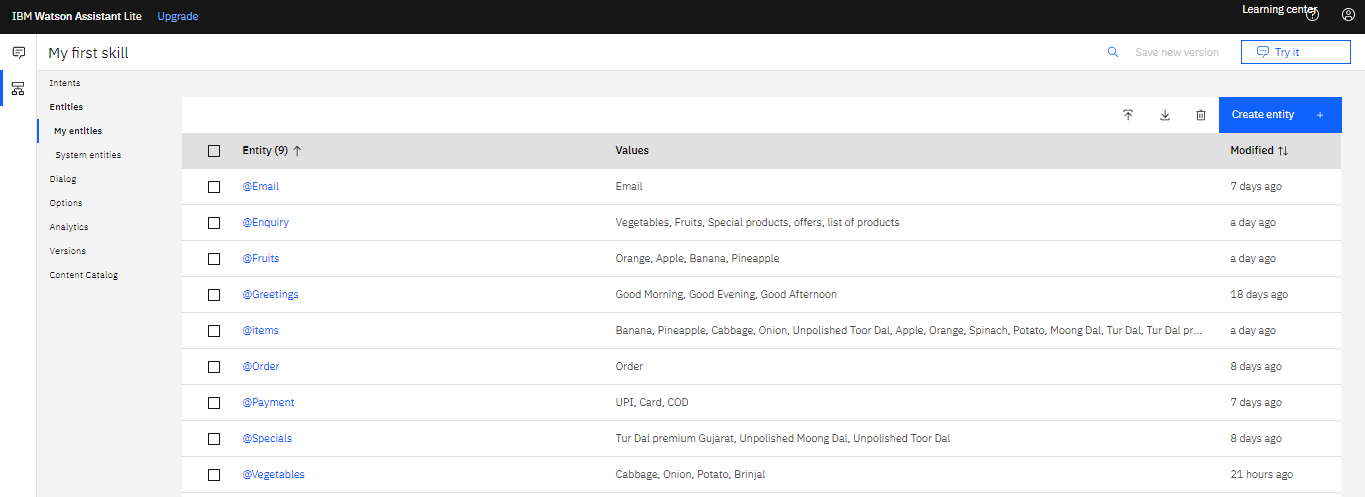 IBM Watson Assistant Lite Upgrade Learning center
My first skill Save new version Try it
Intents
Entities
My entities
System entities
Dialog
Options
Analytics
Versions
Content Catalog
Create entity +
Entity (9) Values Modified
@Email Email 7 days ago
@Enquiry Vegetables, Fruits, Special products, offers, list of products a day ago
@Fruits Orange, Apple, Banana, Pineapple a day ago
@Greetings Good Morning, Good Evening, Good Afternoon 18 days ago
@items Banana, Pineapple, Cabbage, Onion, Unpolished Toor Dal, Apple, Orange, Spinach, Potato, Moong Dal, Tur Dal, Tur Dal pr... a day ago
@Order Order 8 days ago
@Payment UPI, Card, COD 7 days ago
@Specials Tur Dal premium Gujarat, Unpolished Moong Dal, Unpolished Toor Dal 8 days ago
@Vegetables Cabbage, Onion, Potato, Brinjal 21 hours ago